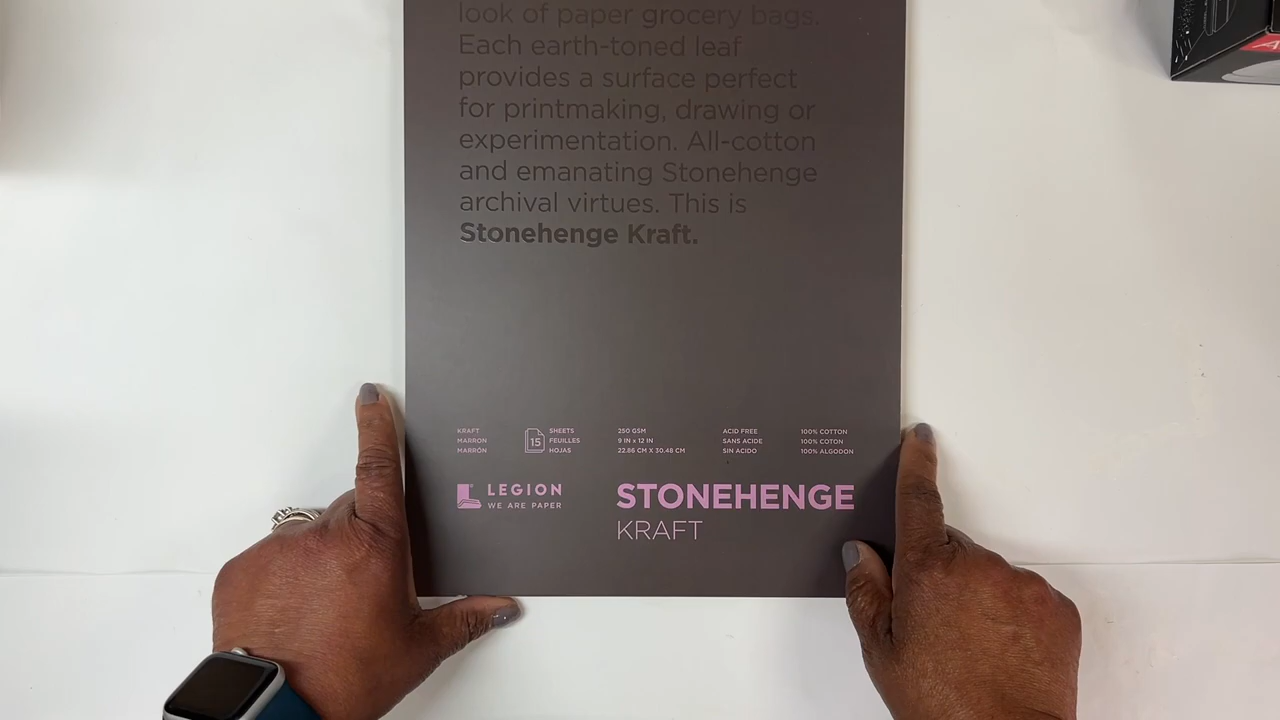 look of paper grocery bags.
Each earth-toned leaf
provides a surface perfect
for printmaking, drawing or
experimentation. All-cotton
and emanating Stonehenge
archival virtues. This is
Stonehenge Kraft.
KRAFT
MARRON
MARRÓN
15
SHEETS
FEUILLES
HOJAS
250 GSM
9 IN x 12 IN
22.86 CM X 30.48 CM
ACID FREE
SANS ACIDE
SIN ACIDO
100% COTTON
100% COTON
100% ALGODON
LEGION
WE ARE PAPER
STONEHENGE
KRAFT